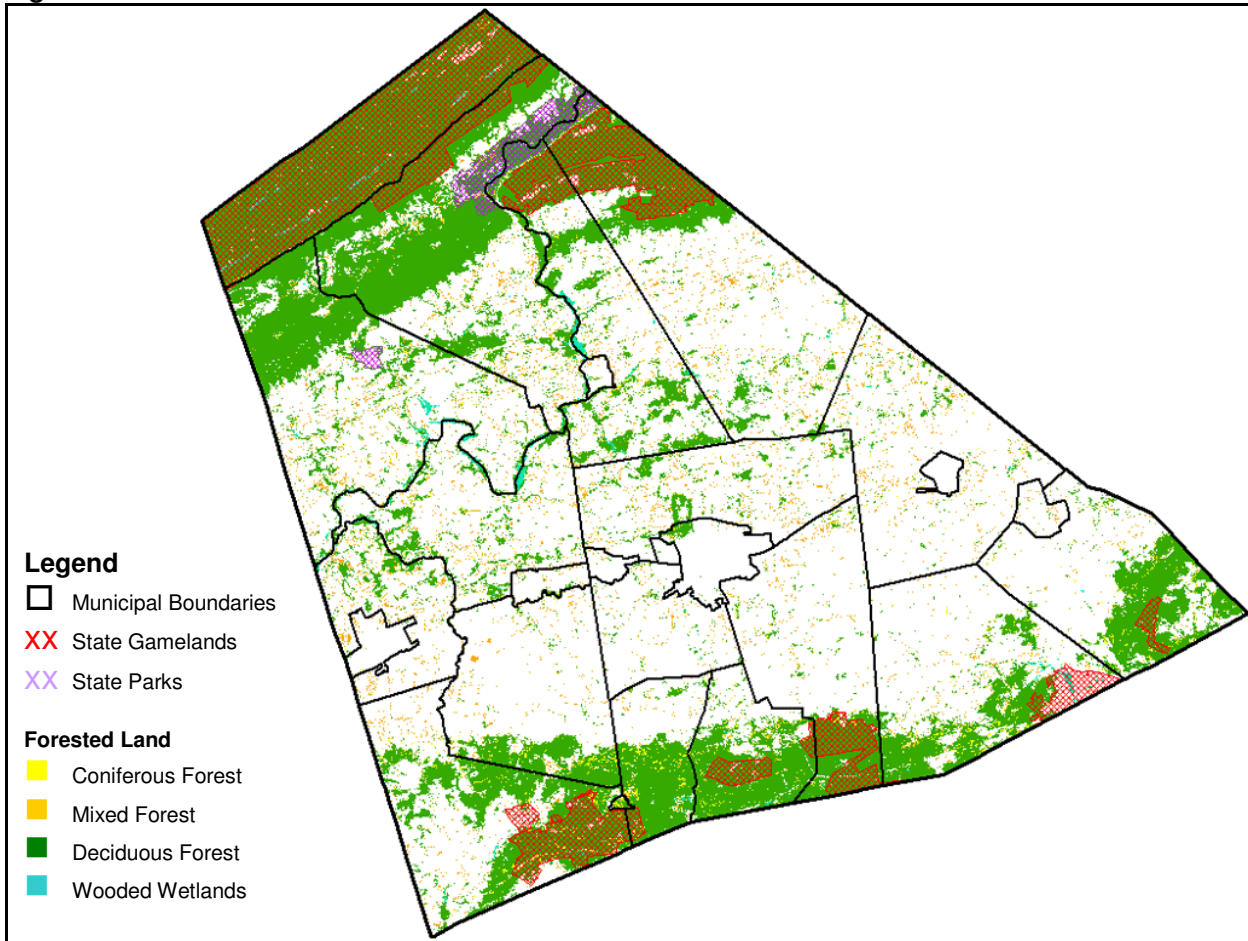 Legend
Municipal Boundaries
XX State Gamelands
XX State Parks
Forested Land
Coniferous Forest
Mixed Forest
Deciduous Forest
Wooded Wetlands